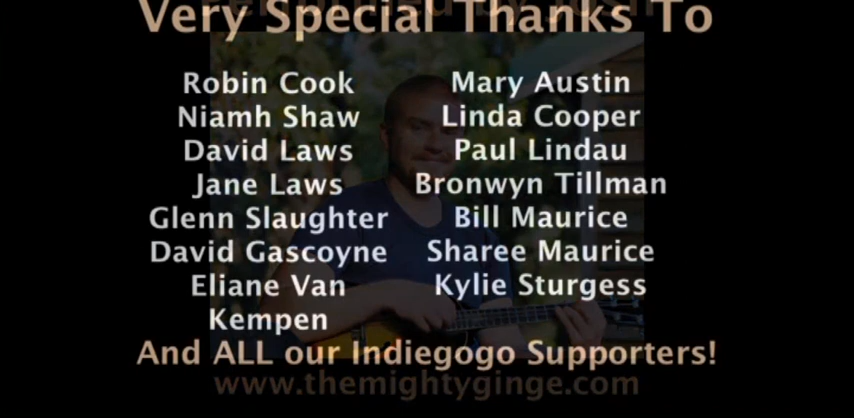 Very Special Thanks To
Robin Cook
Niamh Shaw
David Laws
Jane Laws
Glenn Slaughter
David Gascoyne
Eliane Van
Kempen
Mary Austin
Linda Cooper
Paul Lindau
Bronwyn Tillman
Bill Maurice
Sharee Maurice
Kylie Sturgess
And ALL our Indiegogo Supporters!
www.themightyginge.com